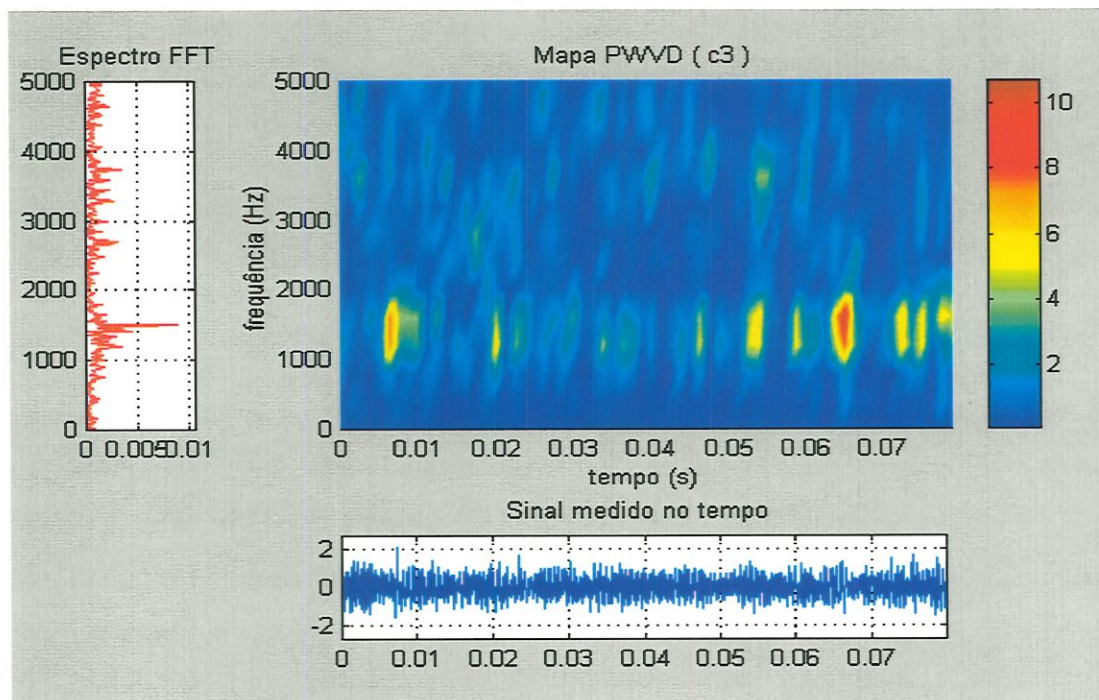 Espectro FFT
5000
4000
3000
2000
1000
0
0 0.005 0.01
Mapa PWVD ( c3 )
frequência (Hz)
5000
4000
3000
2000
1000
0
0 0.01 0.02 0.03 0.04 0.05 0.06 0.07
tempo (s)
10
8
6
4
2
Sinal medido no tempo
2
0
-2
0 0.01 0.02 0.03 0.04 0.05 0.06 0.07